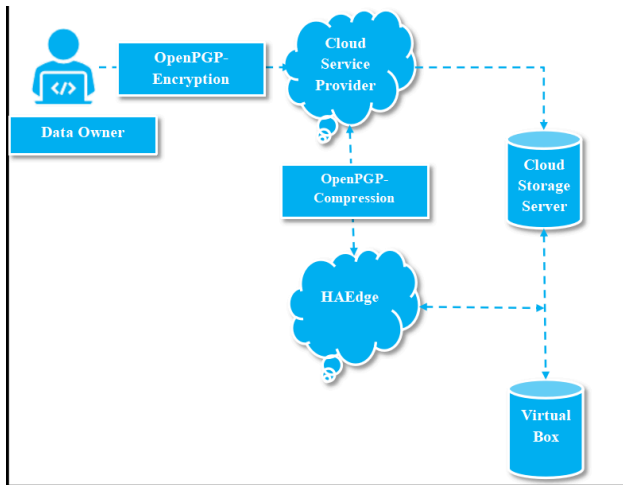 OpenPGP-
Encryption
Cloud
Service
Provider
Data Owner
OpenPGP-
Compression
Cloud
Storage
Server
HAEdge
Virtual
Box